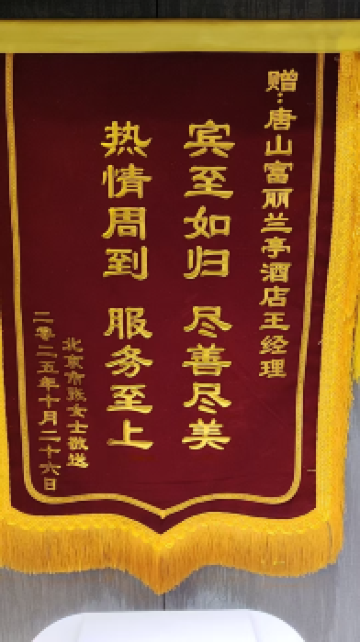 赠:唐山富丽兰亭酒店王经理
宾至如归 尽善尽美
热情周到 服务至上
北京市陈女士敬送
二零二五年十月二十六日